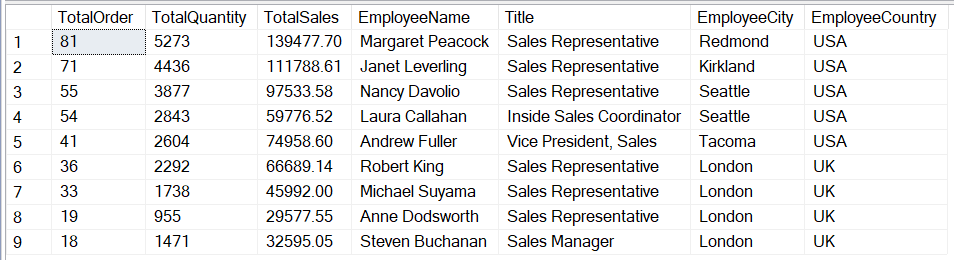 TotalOrder TotalQuantity TotalSales EmployeeName Title EmployeeCity EmployeeCountry
1 81 5273 139477.70 Margaret Peacock Sales Representative Redmond USA
2 71 4436 111788.61 Janet Leverling Sales Representative Kirkland USA
3 55 3877 97533.58 Nancy Davolio Sales Representative Seattle USA
4 54 2843 59776.52 Laura Callahan Inside Sales Coordinator Seattle USA
5 41 2604 74958.60 Andrew Fuller Vice President, Sales Tacoma USA
6 36 2292 66689.14 Robert King Sales Representative London UK
7 33 1738 45992.00 Michael Suyama Sales Representative London UK
8 19 955 29577.55 Anne Dodsworth Sales Representative London UK
9 18 1471 32595.05 Steven Buchanan Sales Manager London UK